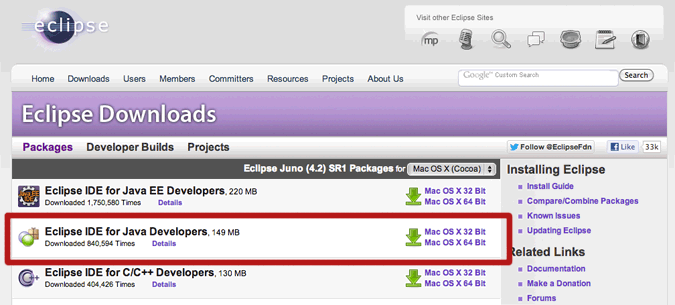 eclipse
Visit other Eclipse Sites
mp
Home Downloads Users Members Committers Resources Projects About Us
Google™ Custom Search
Search
Eclipse Downloads
Packages Developer Builds Projects
Follow @EclipseFdn
Like 33k
Eclipse Juno (4.2) SR1 Packages for Mac OS X (Cocoa)
JAVA EE
IDE
Eclipse IDE for Java EE Developers, 220 MB
Downloaded 1,750,580 Times Details
Mac OS X 32 Bit
Mac OS X 64 Bit
Eclipse IDE for Java Developers, 149 MB
Downloaded 840,594 Times Details
Mac OS X 32 Bit
Mac OS X 64 Bit
C/C++
Eclipse IDE for C/C++ Developers, 130 MB
Downloaded 404,426 Times Details
Mac OS X 32 Bit
Mac OS X 64 Bit
Installing Eclipse
Install Guide
Compare/Combine Packages
Known Issues
Updating Eclipse
Related Links
Documentation
Make a Donation
Forums